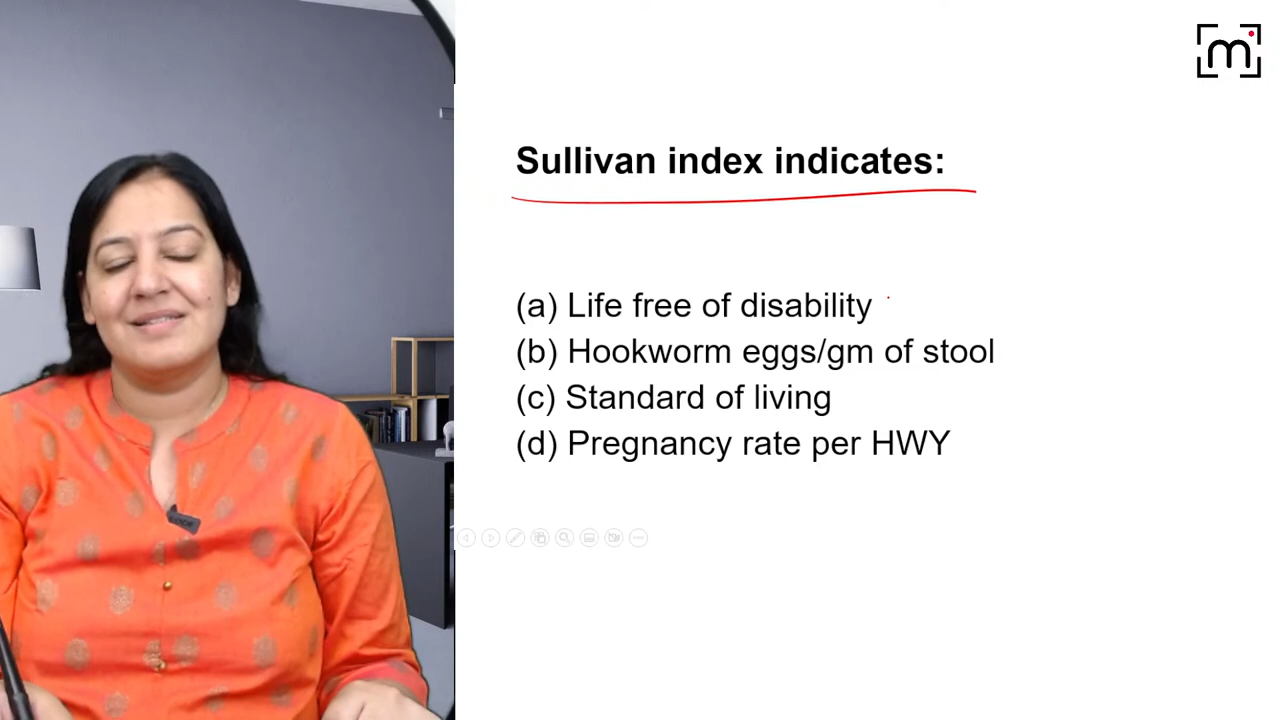 m
Sullivan index indicates:
(a) Life free of disability
(b) Hookworm eggs/gm of stool
(c) Standard of living
(d) Pregnancy rate per HWY